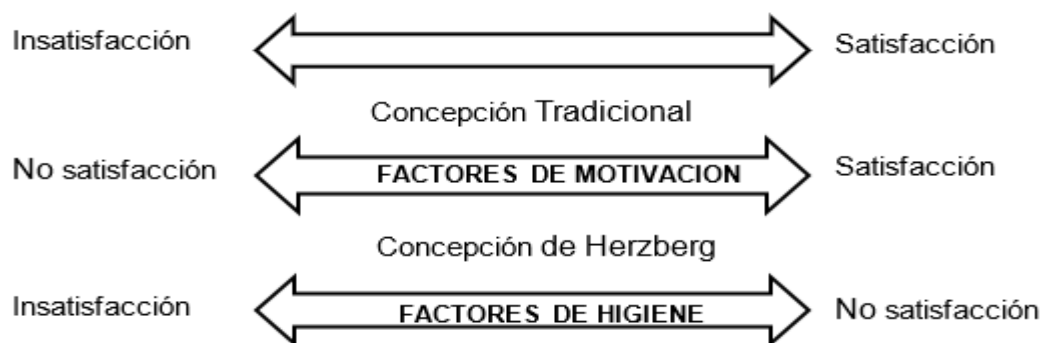 Insatisfacción Satisfacción
Concepción Tradicional
No satisfacción FACTORES DE MOTIVACION Satisfacción
Concepción de Herzberg
Insatisfacción FACTORES DE HIGIENE No satisfacción